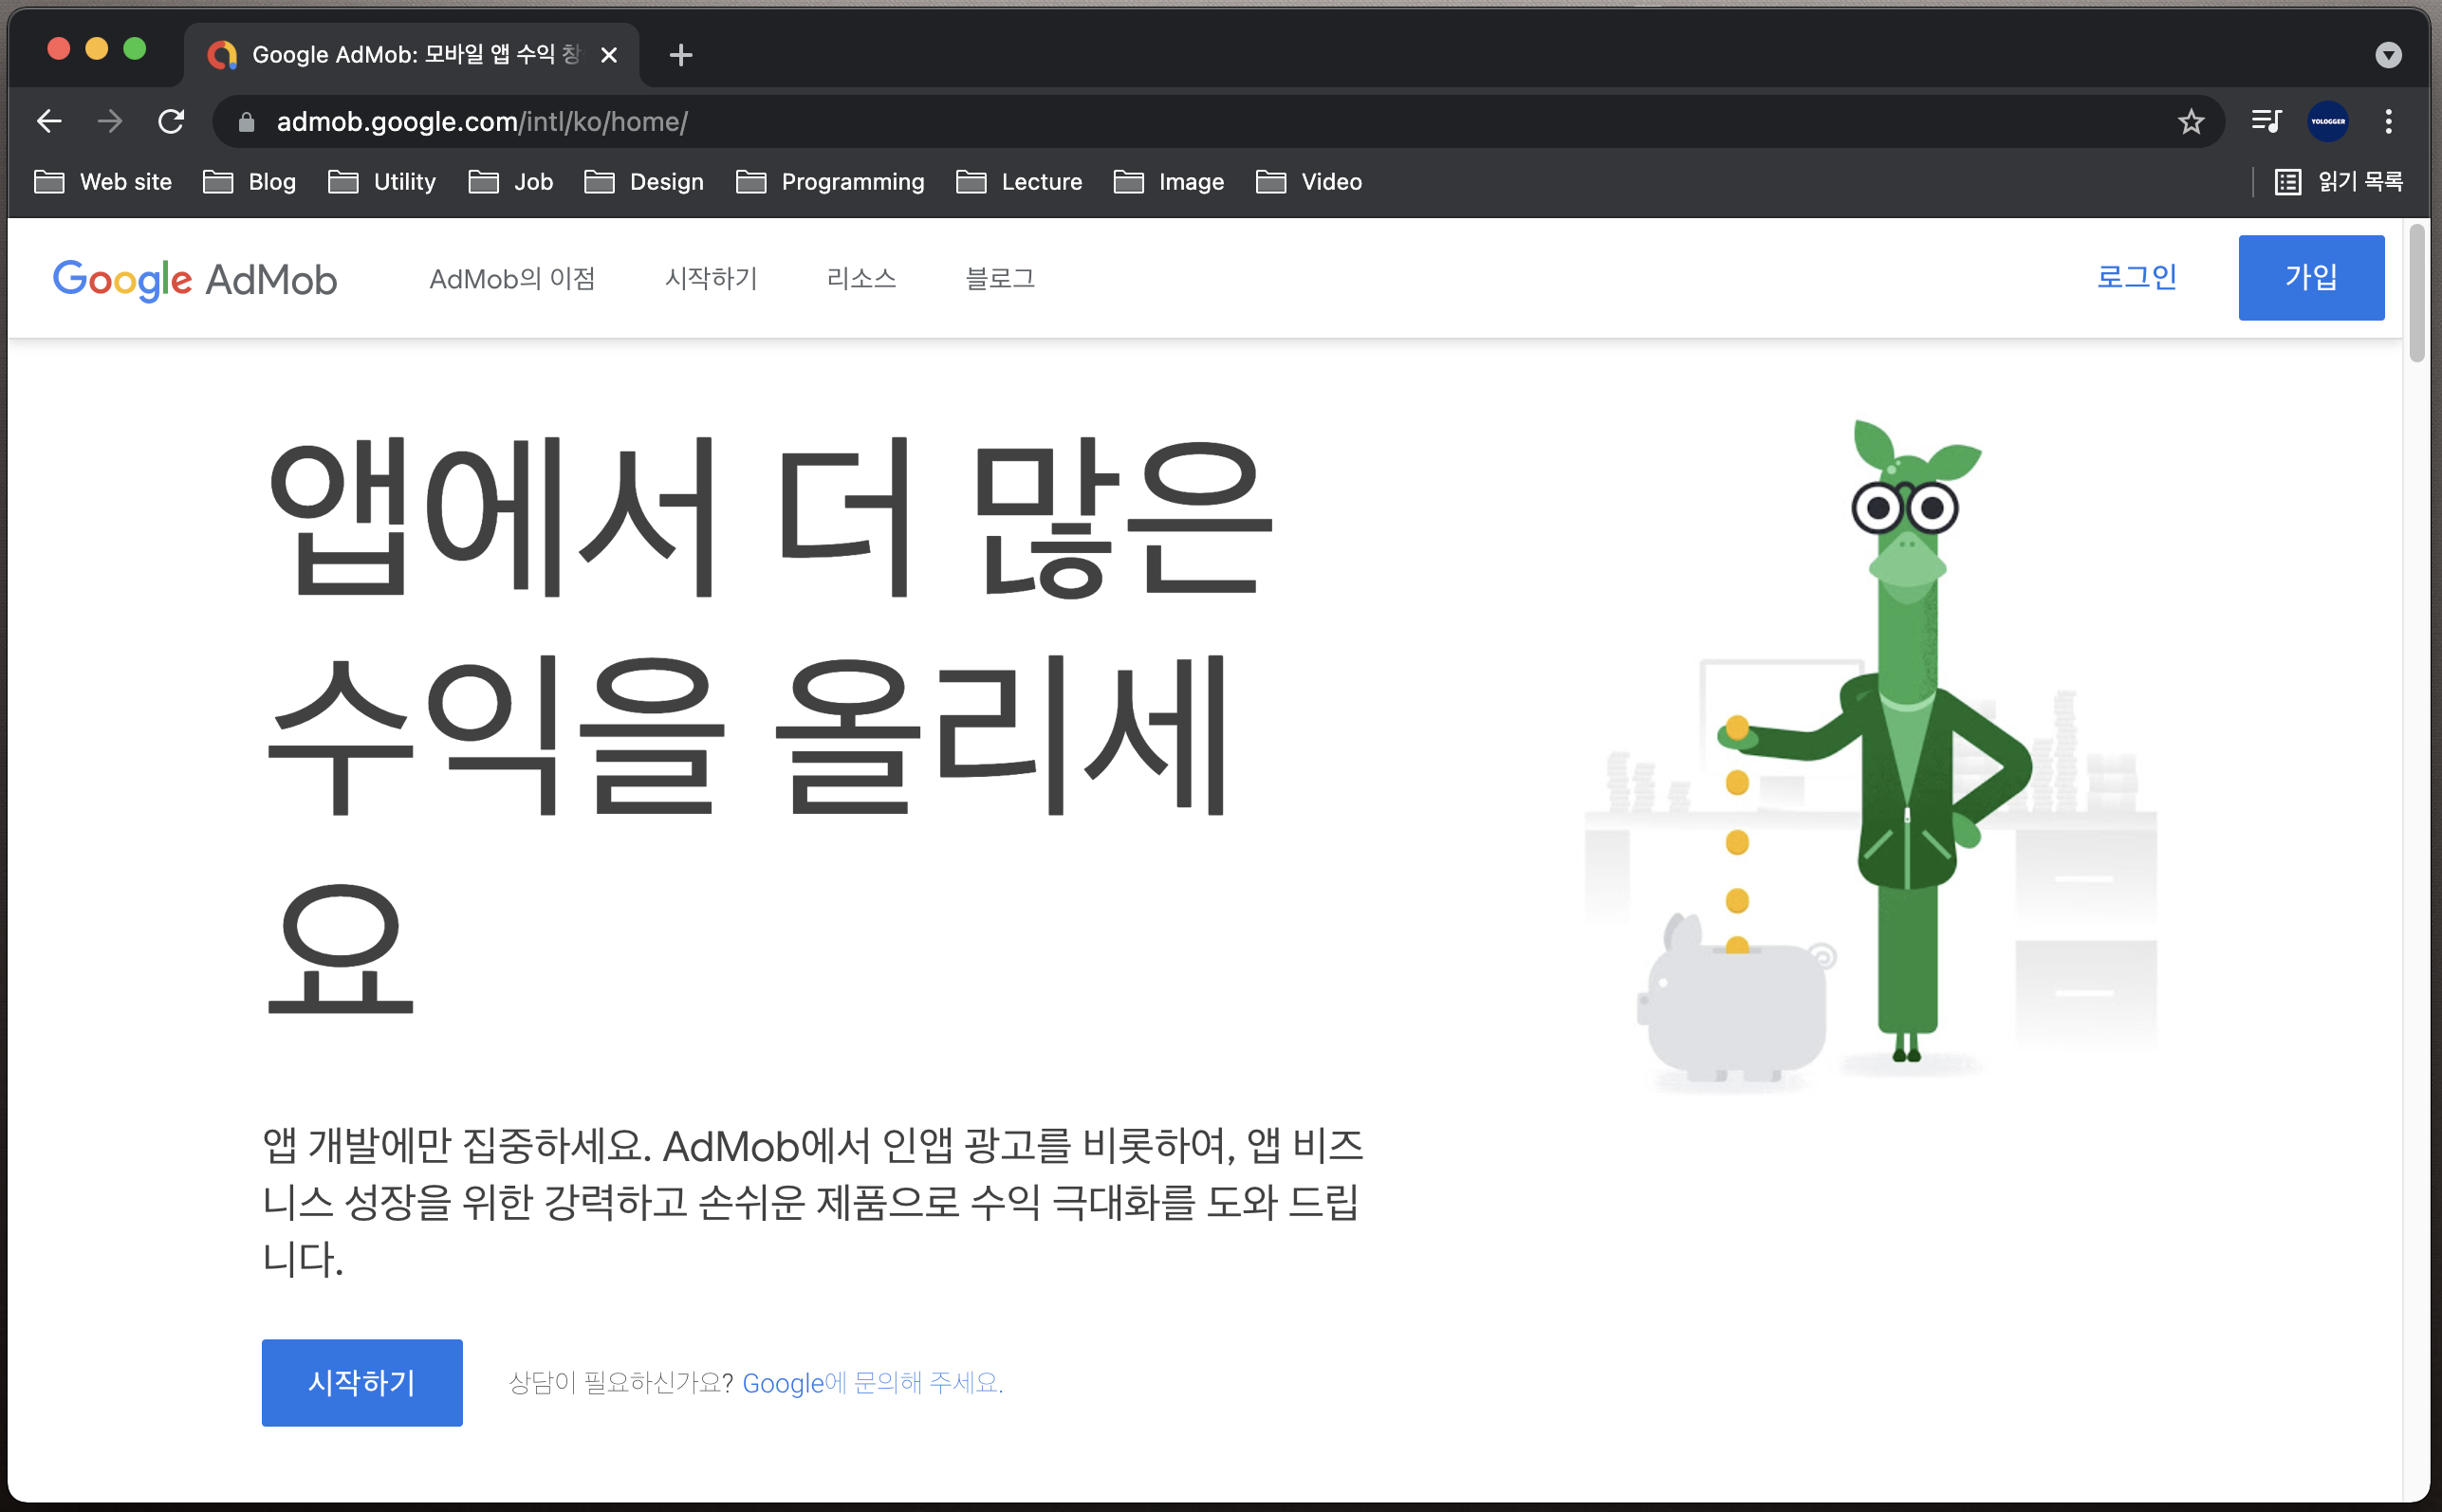 Google AdMob: 모바일 앱 수익 창
admob.google.com/intl/ko/home/
YOLOGGER
Web site Blog Utility Job Design Programming Lecture Image Video 읽기 목록
Google AdMob AdMob의 이점 시작하기 리소스 블로그 로그인 가입
앱에서 더 많은
수익을 올리세
요
앱 개발에만 집중하세요. AdMob에서 인앱 광고를 비롯하여, 앱 비즈
니스 성장을 위한 강력하고 손쉬운 제품으로 수익 극대화를 도와 드립
니다.
시작하기 상담이 필요하신가요? Google에 문의해 주세요.